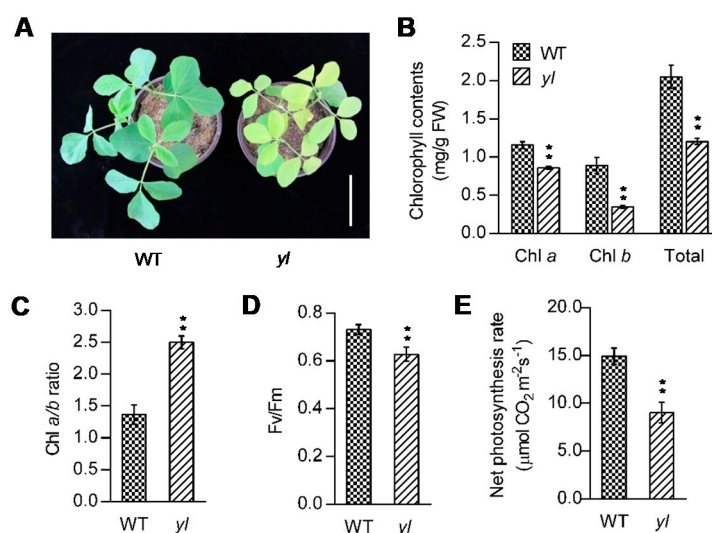 A
WT
yl
B
Chlorophyll contents
(mg/g FW)
2.5
2.0
1.5
1.0
0.5
0.0
WT
yl
**
**
**
Chl a
Chl b
Total
C
Chl a/b ratio
3.0
2.5
2.0
1.5
1.0
0.5
0.0
**
WT
yl
D
Fv/Fm
0.8
0.6
0.4
0.2
0.0
**
WT
yl
E
Net photosynthesis rate
(μmol CO2 m-2s-1)
20.0
15.0
10.0
5.0
0.0
**
WT
yl